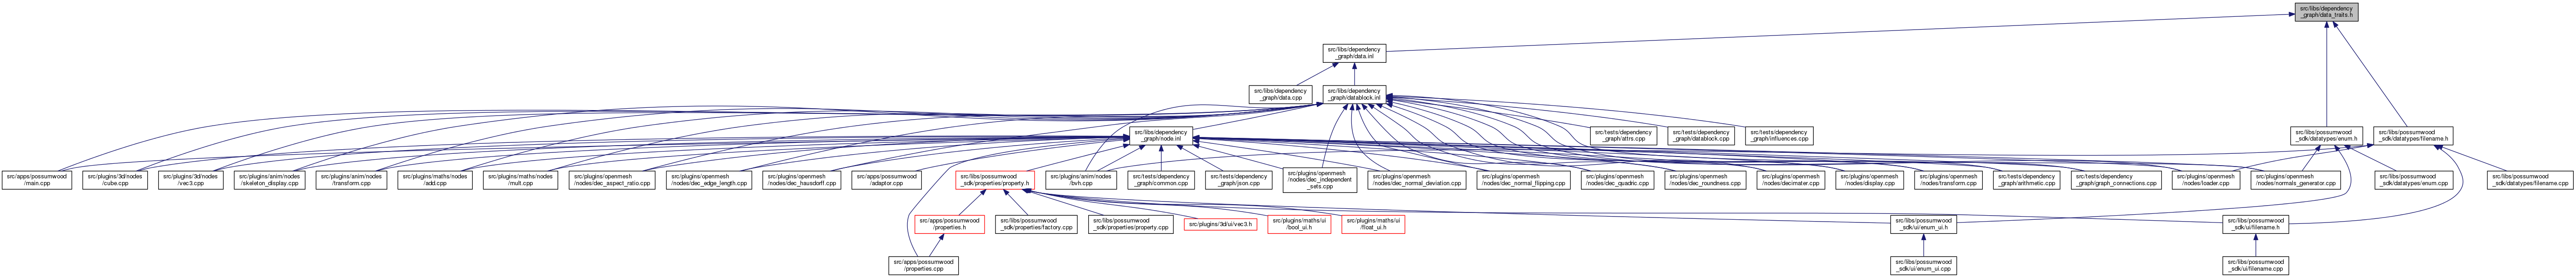 src/libs/dependency
_graph/data_traits.h
src/libs/dependency
_graph/data.inl
src/libs/dependency
_graph/data.cpp
src/libs/dependency
_graph/datablock.inl
src/libs/dependency
_graph/node.inl
src/tests/dependency
_graph/attrs.cpp
src/tests/dependency
_graph/datablock.cpp
src/tests/dependency
_graph/influences.cpp
src/libs/possumwood
_sdk/datatypes/enum.h
src/libs/possumwood
_sdk/datatypes/filename.h
src/apps/possumwood
/main.cpp
src/plugins/3d/nodes
/cube.cpp
src/plugins/3d/nodes
/vec3.cpp
src/plugins/anim/nodes
/skeleton_display.cpp
src/plugins/anim/nodes
/transform.cpp
src/plugins/maths/nodes
/add.cpp
src/plugins/maths/nodes
/mult.cpp
src/plugins/openmesh
/nodes/dec_aspect_ratio.cpp
src/plugins/openmesh
/nodes/dec_edge_length.cpp
src/plugins/openmesh
/nodes/dec_hausdorff.cpp
src/apps/possumwood
/adaptor.cpp
src/libs/possumwood
_sdk/properties/property.h
src/plugins/anim/nodes
/bvh.cpp
src/tests/dependency
_graph/common.cpp
src/tests/dependency
_graph/json.cpp
src/plugins/openmesh
/nodes/dec_independent
_sets.cpp
src/plugins/openmesh
/nodes/dec_normal_deviation.cpp
src/plugins/openmesh
/nodes/dec_normal_flipping.cpp
src/plugins/openmesh
/nodes/dec_quadric.cpp
src/plugins/openmesh
/nodes/dec_roundness.cpp
src/plugins/openmesh
/nodes/decimater.cpp
src/plugins/openmesh
/nodes/display.cpp
src/plugins/openmesh
/nodes/transform.cpp
src/tests/dependency
_graph/arithmetic.cpp
src/tests/dependency
_graph/graph_connections.cpp
src/plugins/openmesh
/nodes/loader.cpp
src/plugins/openmesh
/nodes/normals_generator.cpp
src/libs/possumwood
_sdk/datatypes/enum.cpp
src/libs/possumwood
_sdk/datatypes/filename.cpp
src/apps/possumwood
/properties.h
src/libs/possumwood
_sdk/properties/factory.cpp
src/libs/possumwood
_sdk/properties/property.cpp
src/plugins/3d/ui/vec3.h
src/plugins/maths/ui
/bool_ui.h
src/plugins/maths/ui
/float_ui.h
src/libs/possumwood
_sdk/ui/enum_ui.h
src/libs/possumwood
_sdk/ui/filename.h
src/apps/possumwood
/properties.cpp
src/libs/possumwood
_sdk/ui/enum_ui.cpp
src/libs/possumwood
_sdk/ui/filename.cpp